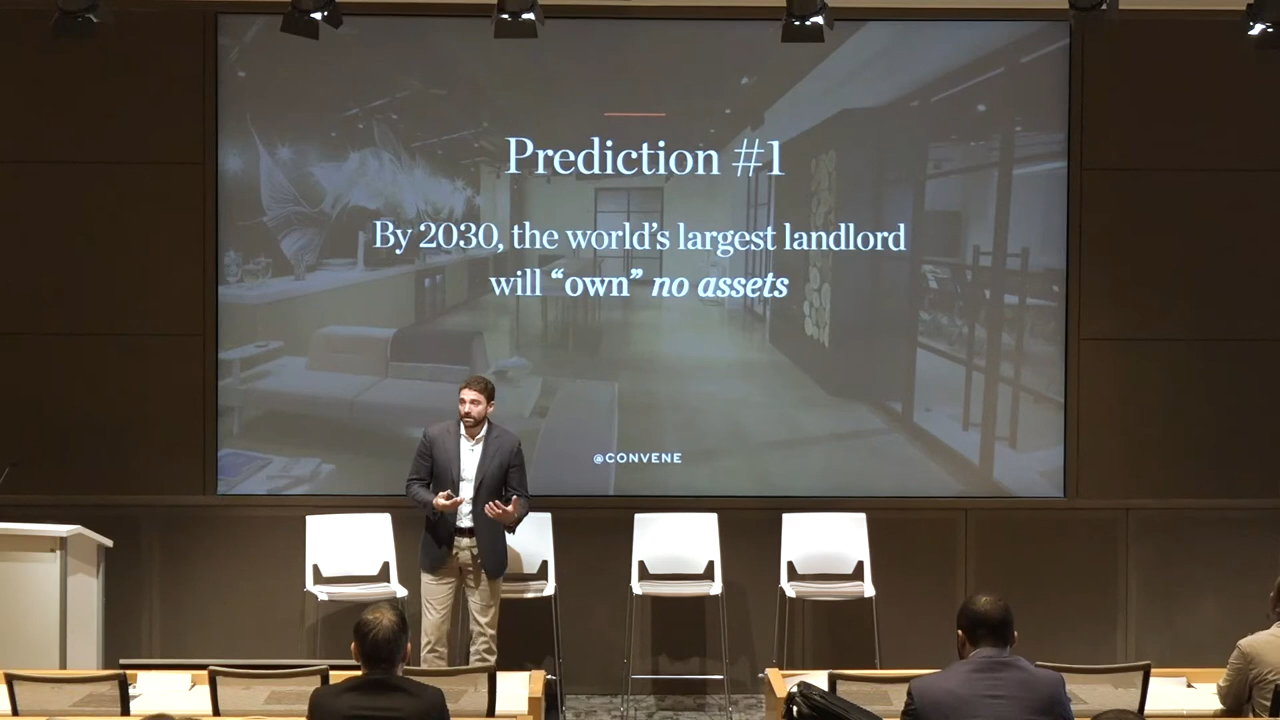 Prediction #1
By 2030, the world's largest landlord
will “own” no assets
@CONVENE